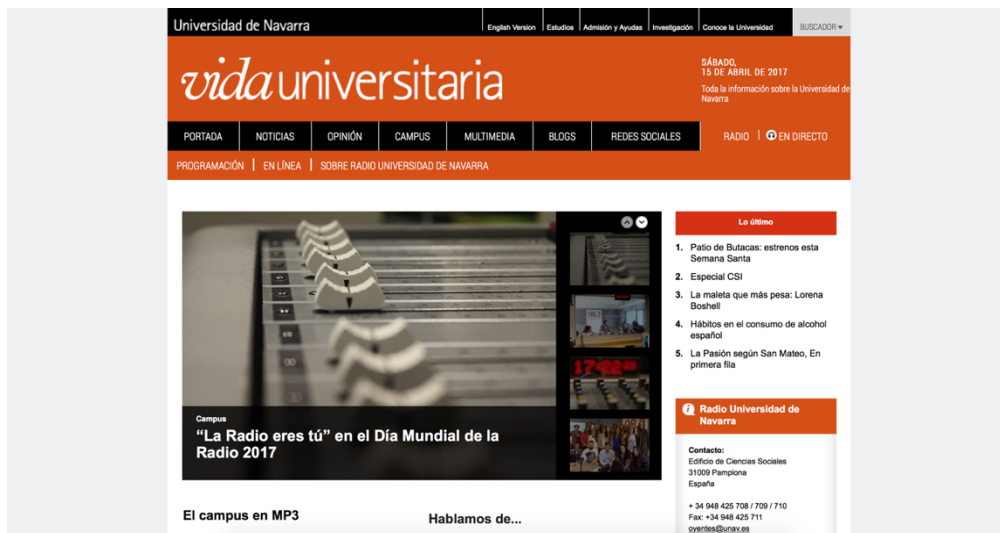 Universidad de Navarra
English Version
Estudios
Admisión y Ayudas
Investigación
Conoce la Universidad
BUSCADOR
vida universitaria
SÁBADO,
15 DE ABRIL DE 2017
Toda la información sobre la Universidad de
Navarra
PORTADA
NOTICIAS
OPINIÓN
CAMPUS
MULTIMEDIA
BLOGS
REDES SOCIALES
RADIO
EN DIRECTO
PROGRAMACIÓN
EN LÍNEA
SOBRE RADIO UNIVERSIDAD DE NAVARRA
Campus
“La Radio eres tú” en el Día Mundial de la
Radio 2017
98.3
17:22
Lo último
1. Patio de Butacas: estrenos esta
Semana Santa
2. Especial CSI
3. La maleta que más pesa: Lorena
Boshell
4. Hábitos en el consumo de alcohol
español
5. La Pasión según San Mateo, En
primera fila
Radio Universidad de
Navarra
Contacto:
Edificio de Ciencias Sociales
31009 Pamplona
España
+ 34 948 425 708 / 709 / 710
Fax: +34 948 425 711
oyentes@unav.es
El campus en MP3
Hablamos de...